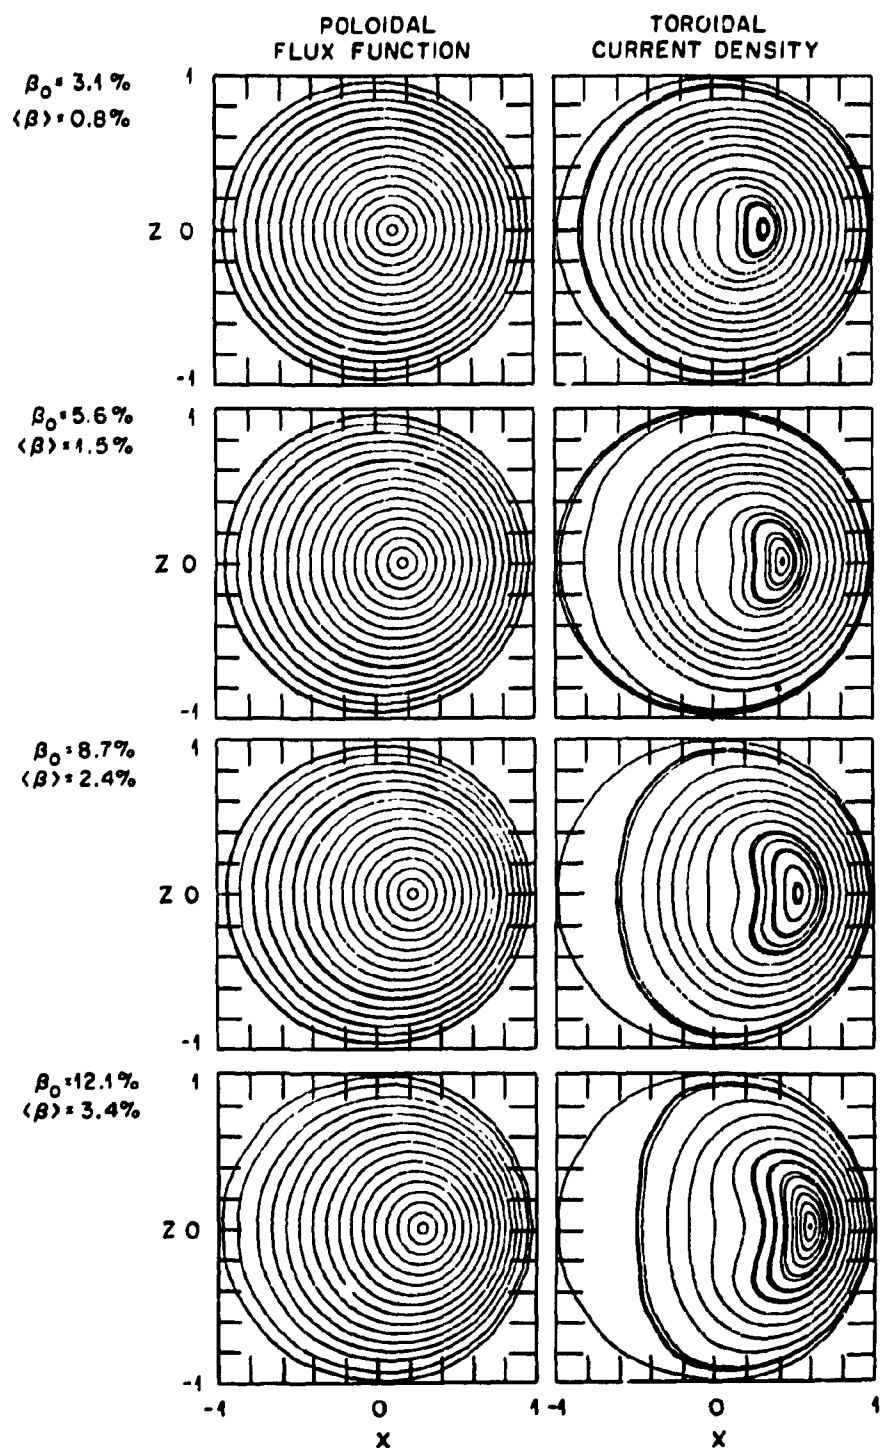 POLOIDAL
FLUX FUNCTION
TOROIDAL
CURRENT DENSITY
β₀ = 3.1%
⟨β⟩ = 0.8%
1
Z 0
-1
β₀ = 5.6%
⟨β⟩ = 1.5%
1
Z 0
-1
β₀ = 8.7%
⟨β⟩ = 2.4%
1
Z 0
-1
β₀ = 12.1%
⟨β⟩ = 3.4%
1
Z 0
-1
-1 0 1 -1 0 1
X X